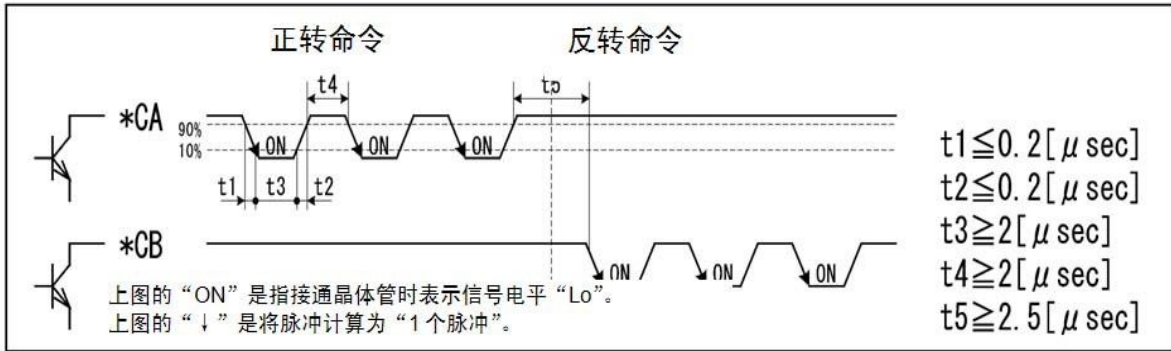 正转命令 反转命令
t4 to
*CA
90%
10%
ON ON ON
t1 t3 t2
*CB
ON ON ON
上图的“ON”是指接通晶体管时表示信号电平“Lo”。
上图的“↓”是将脉冲计算为“1个脉冲”。
t1≦0.2[μsec]
t2≦0.2[μsec]
t3≧2[μsec]
t4≧2[μsec]
t5≧2.5[μsec]